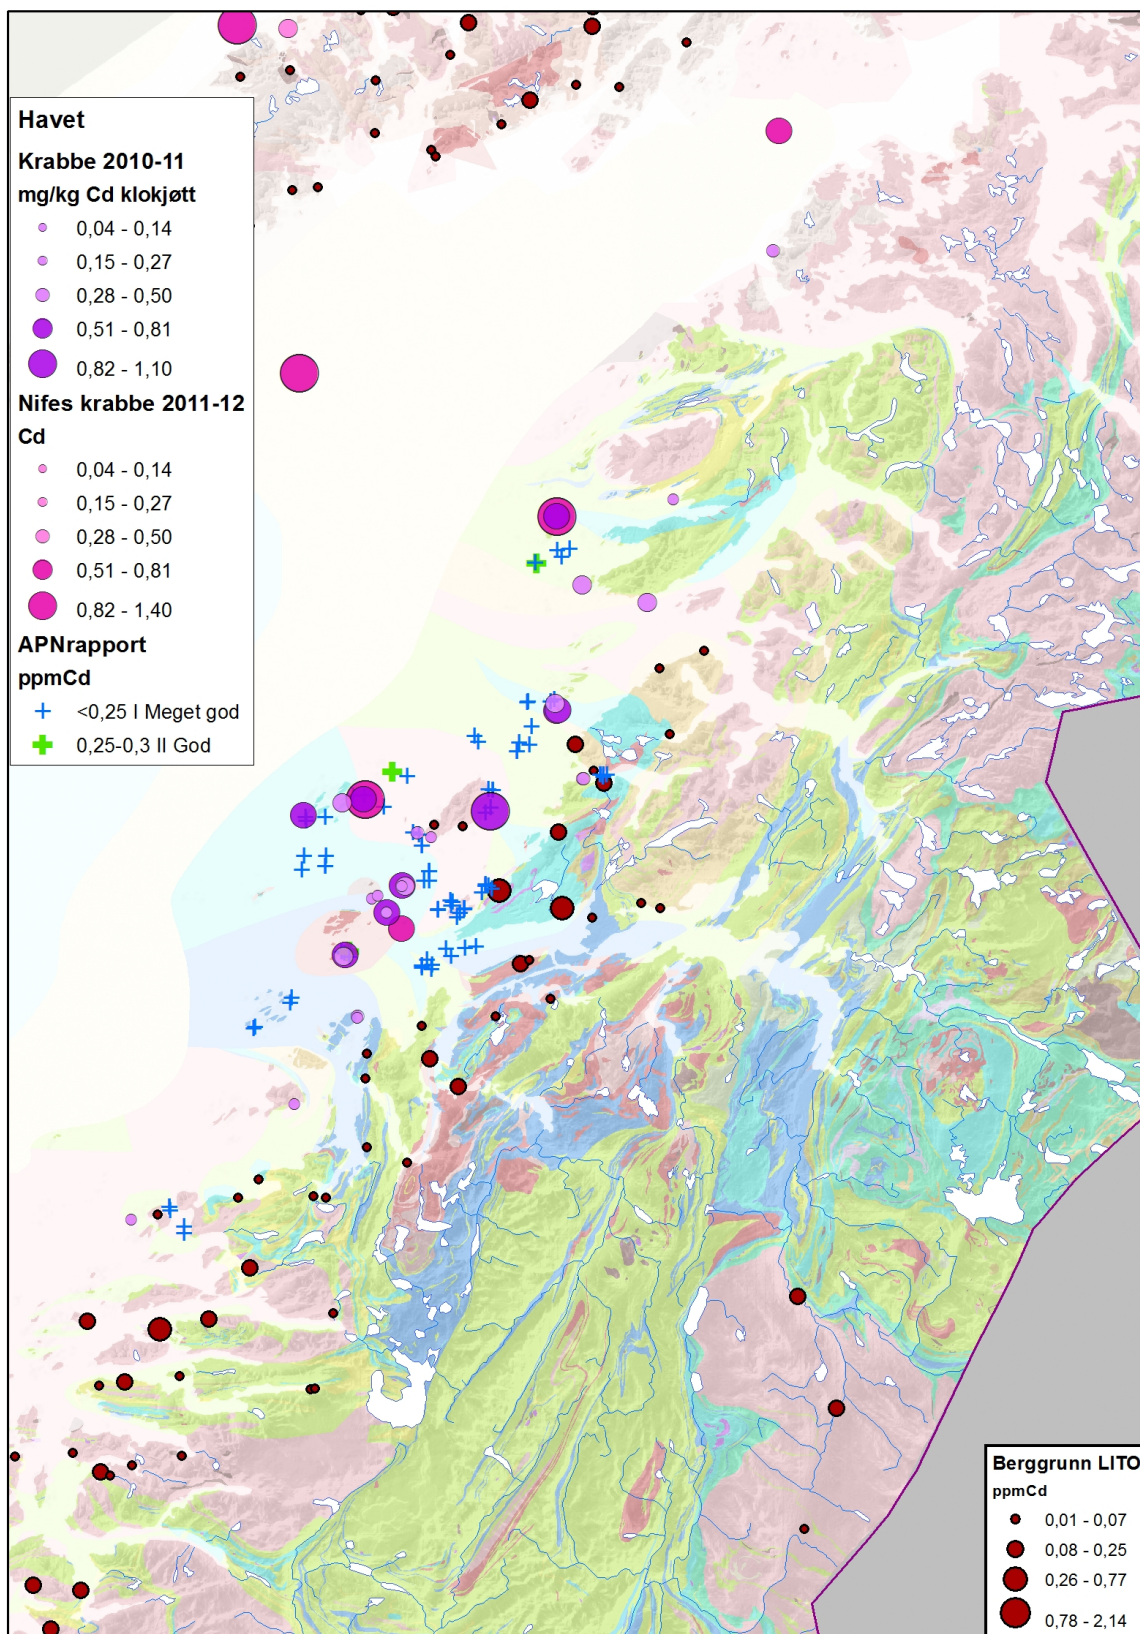 Havet
Krabbe 2010-11
mg/kg Cd klokjøtt
0,04 - 0,14
0,15 - 0,27
0,28 - 0,50
0,51 - 0,81
0,82 - 1,10
Nifes krabbe 2011-12
Cd
0,04 - 0,14
0,15 - 0,27
0,28 - 0,50
0,51 - 0,81
0,82 - 1,40
APNrapport
ppmCd
<0,25 I Meget god
0,25-0,3 II God
Berggrunn LITO
ppmCd
0,01 - 0,07
0,08 - 0,25
0,26 - 0,77
0,78 - 2,14